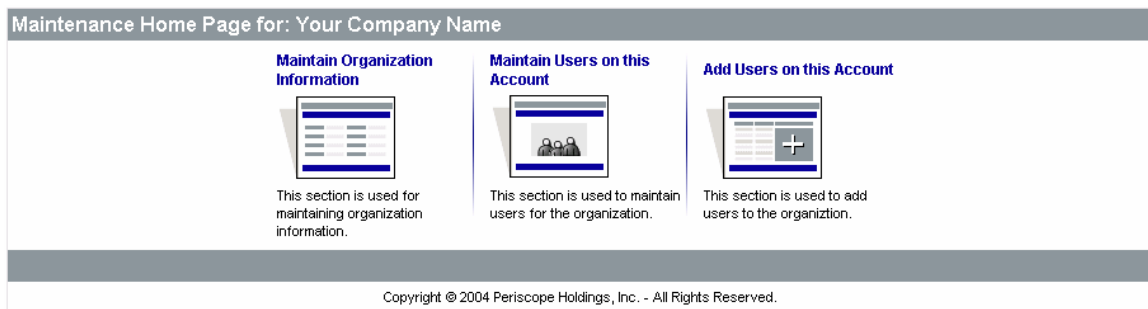 Maintenance Home Page for: Your Company Name
Maintain Organization
Information
This section is used for
maintaining organization
information.
Maintain Users on this
Account
This section is used to maintain
users for the organization.
Add Users on this Account
This section is used to add
users to the organiztion.
Copyright © 2004 Periscope Holdings, Inc. - All Rights Reserved.